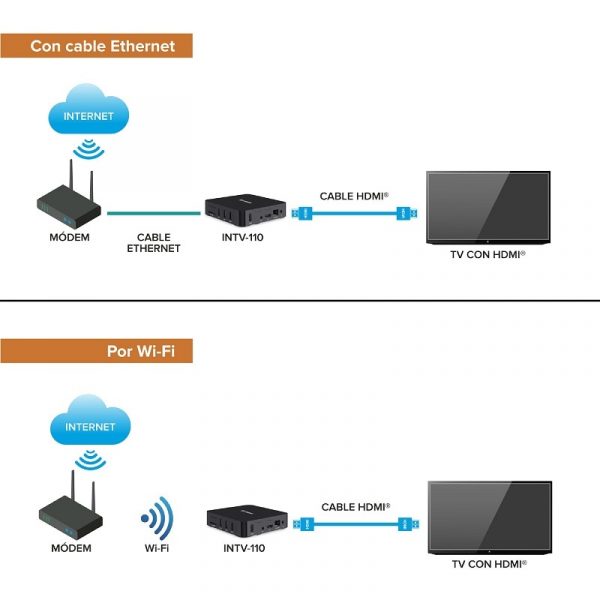 Con cable Ethernet
INTERNET
CABLE HDMI®
MÓDEM
CABLE
ETHERNET
INTV-110
TV CON HDMI®
Por Wi-Fi
INTERNET
CABLE HDMI®
MÓDEM
Wi-Fi
INTV-110
TV CON HDMI®